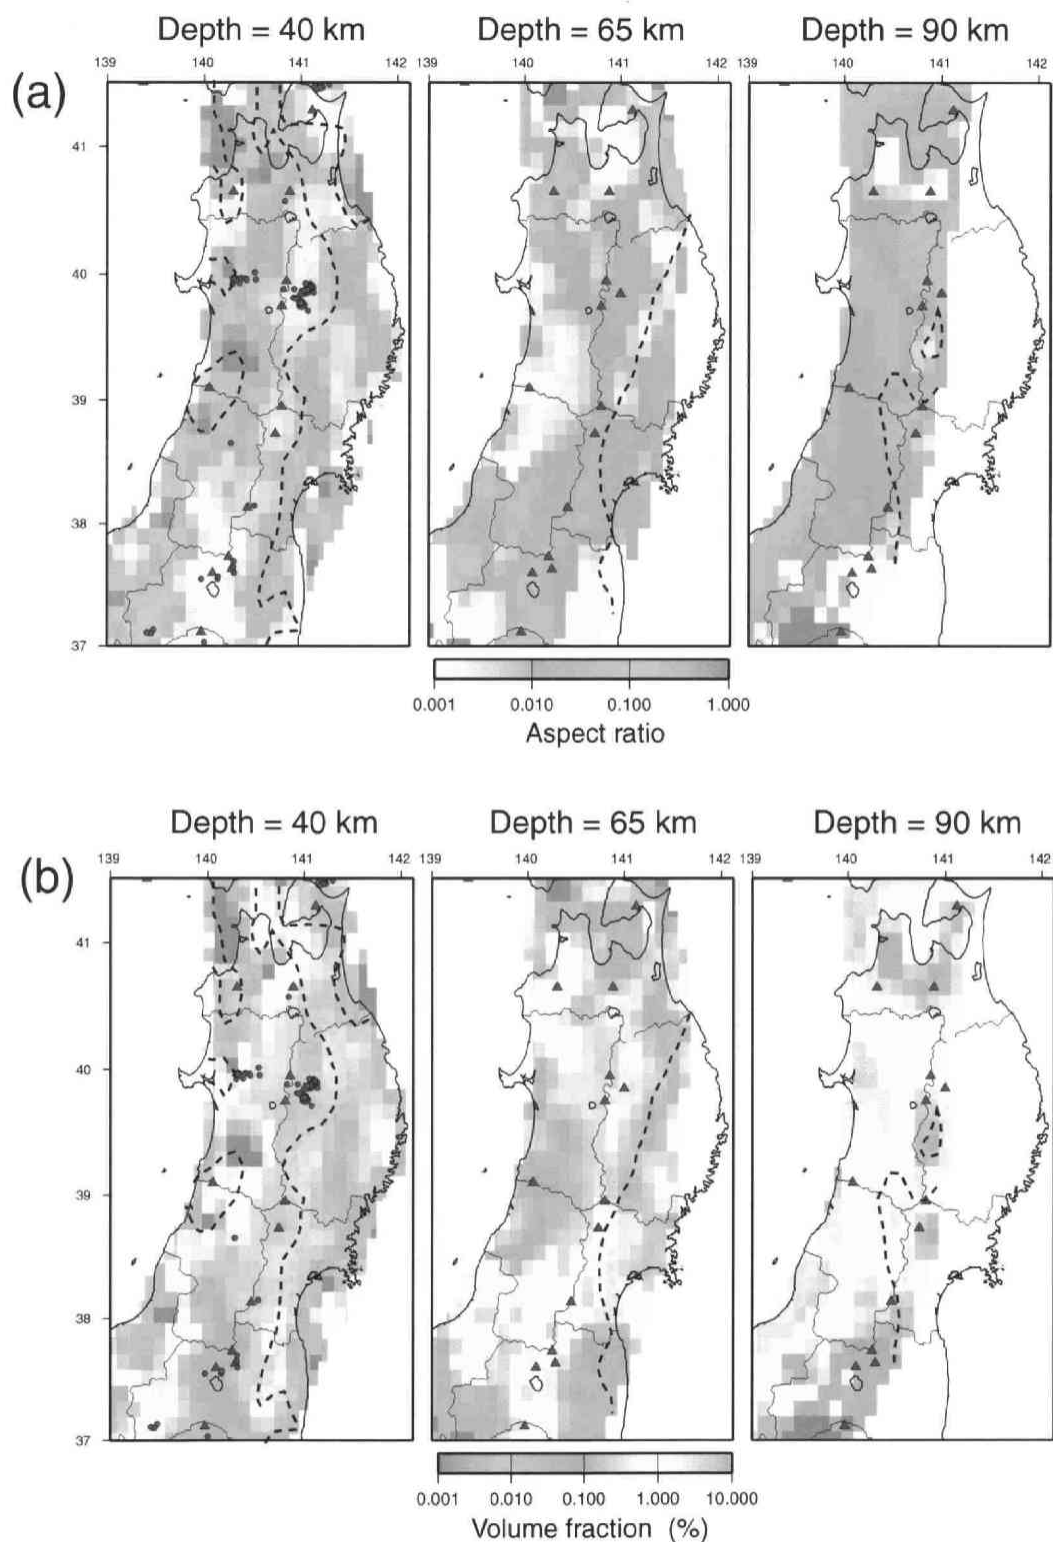 Depth = 40 km Depth = 65 km Depth = 90 km
139 140 141 142 139 140 141 142 139 140 141 142
(a)
41
40
39
38
37
0.001 0.010 0.100 1.000
Aspect ratio
Depth = 40 km Depth = 65 km Depth = 90 km
139 140 141 142 139 140 141 142 139 140 141 142
(b)
41
40
39
38
37
0.001 0.010 0.100 1.000 10.000
Volume fraction (%)